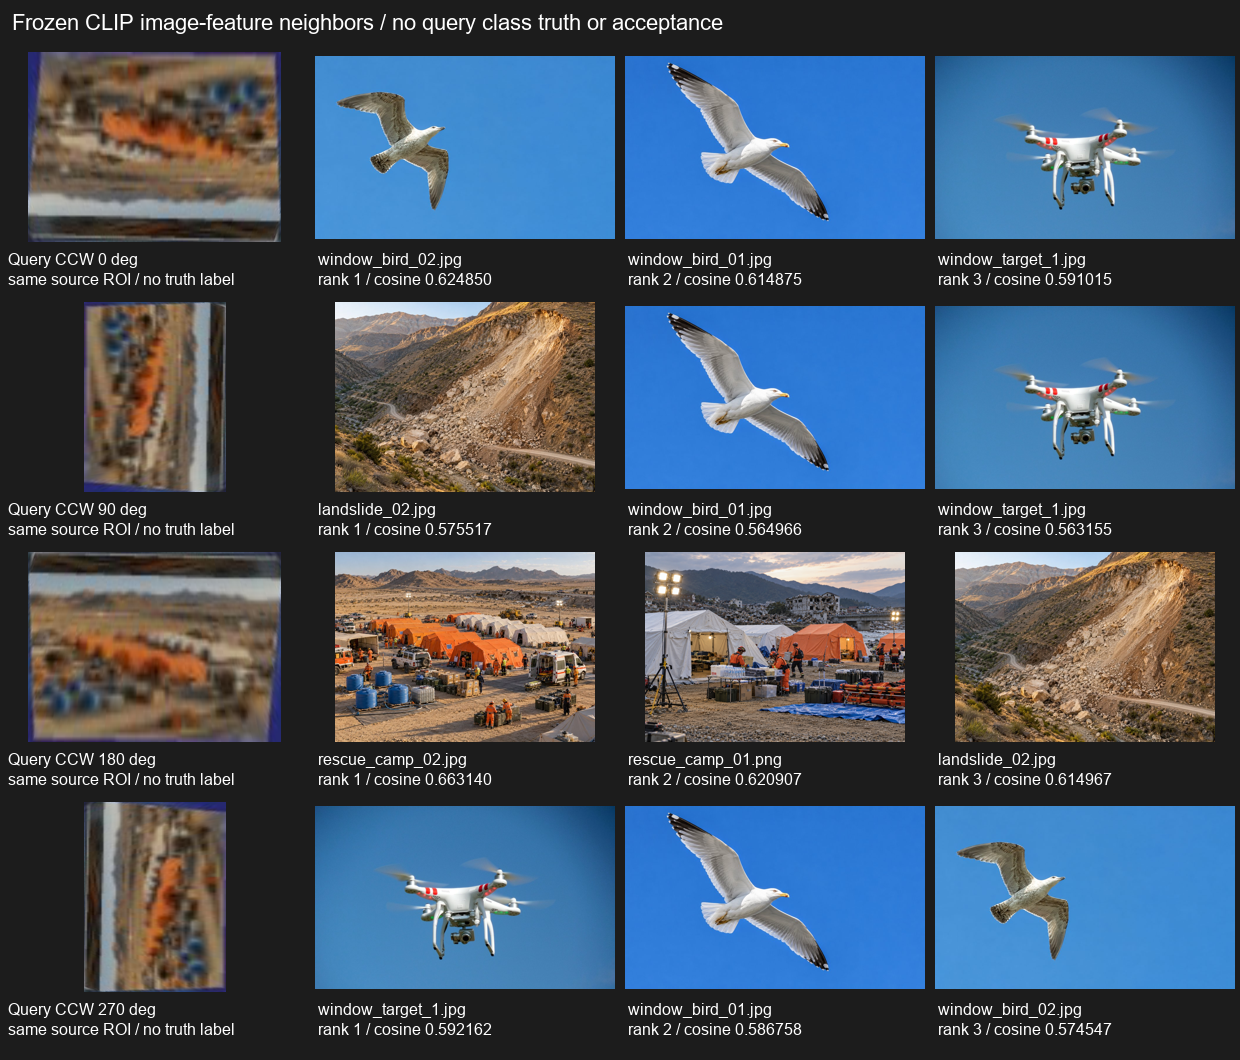 Frozen CLIP image-feature neighbors / no query class truth or acceptance
Query CCW 0 deg
same source ROI / no truth label
window_bird_02.jpg
rank 1 / cosine 0.624850
window_bird_01.jpg
rank 2 / cosine 0.614875
window_target_1.jpg
rank 3 / cosine 0.591015
Query CCW 90 deg
same source ROI / no truth label
landslide_02.jpg
rank 1 / cosine 0.575517
window_bird_01.jpg
rank 2 / cosine 0.564966
window_target_1.jpg
rank 3 / cosine 0.563155
Query CCW 180 deg
same source ROI / no truth label
rescue_camp_02.jpg
rank 1 / cosine 0.663140
rescue_camp_01.png
rank 2 / cosine 0.620907
landslide_02.jpg
rank 3 / cosine 0.614967
Query CCW 270 deg
same source ROI / no truth label
window_target_1.jpg
rank 1 / cosine 0.592162
window_bird_01.jpg
rank 2 / cosine 0.586758
window_bird_02.jpg
rank 3 / cosine 0.574547